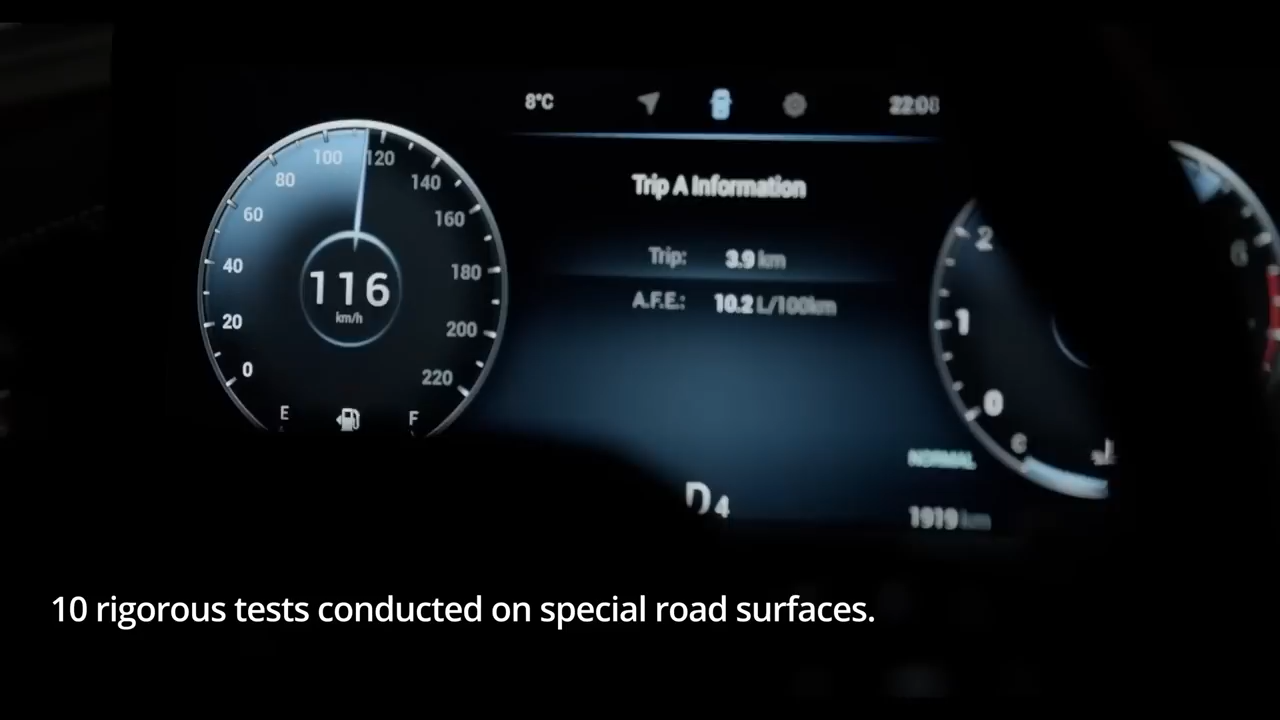 8°C
22:08
Trip A Information
Trip: 3.9 km
A.F.E.: 10.2 L/100km
0
20
40
60
80
100
120
140
160
180
200
220
116
km/h
E
F
2
1
0
6
C
D4
NORMAL
1919 km
10 rigorous tests conducted on special road surfaces.